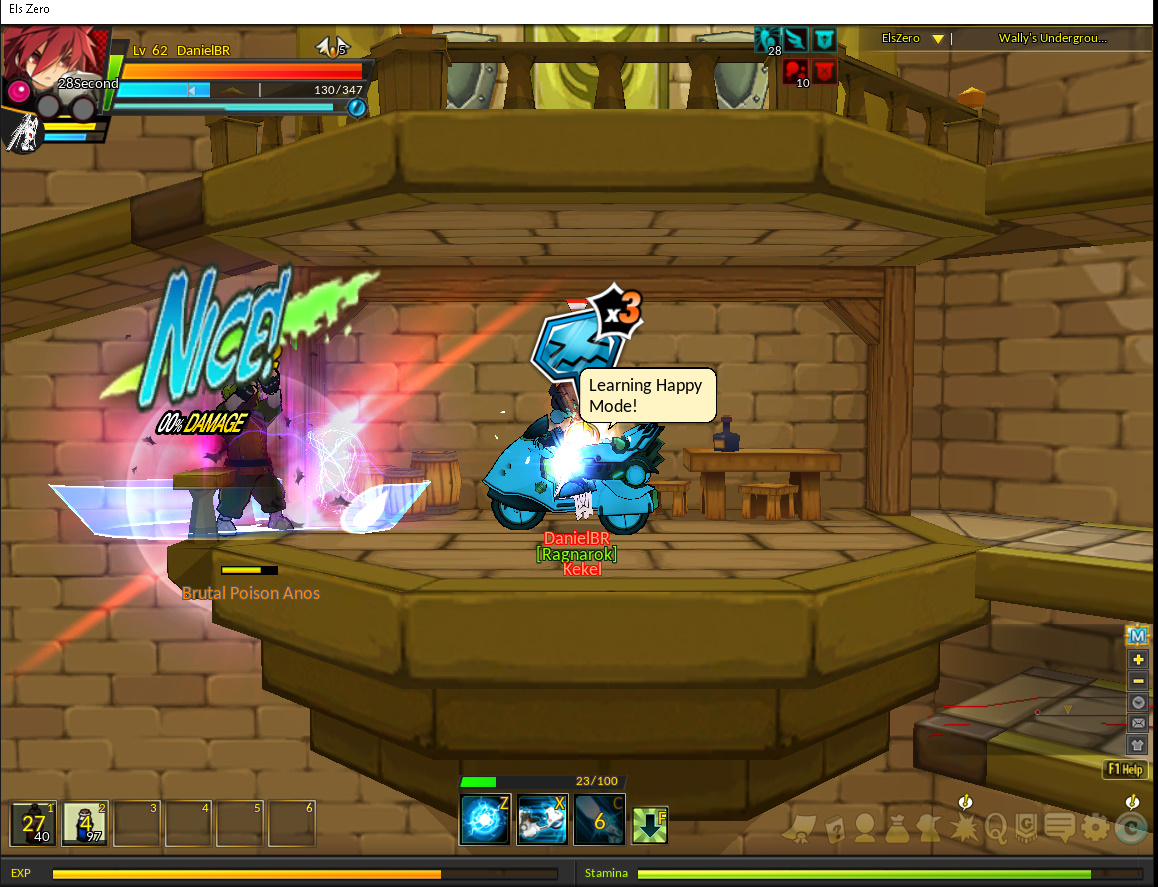 Els Zero
Lv 62 DanielBR
5
28Second
130/347
28
10
ElsZero
Wally's Undergrou...
NICE!
00% DAMAGE
x3
Learning Happy
Mode!
DanielBR
[Ragnarok]
Kekel
Brutal Poison Anos
M
F1 Help
23/100
Z
X
C
6
F
1
27
40
2
4
97
3
4
5
6
EXP
Stamina